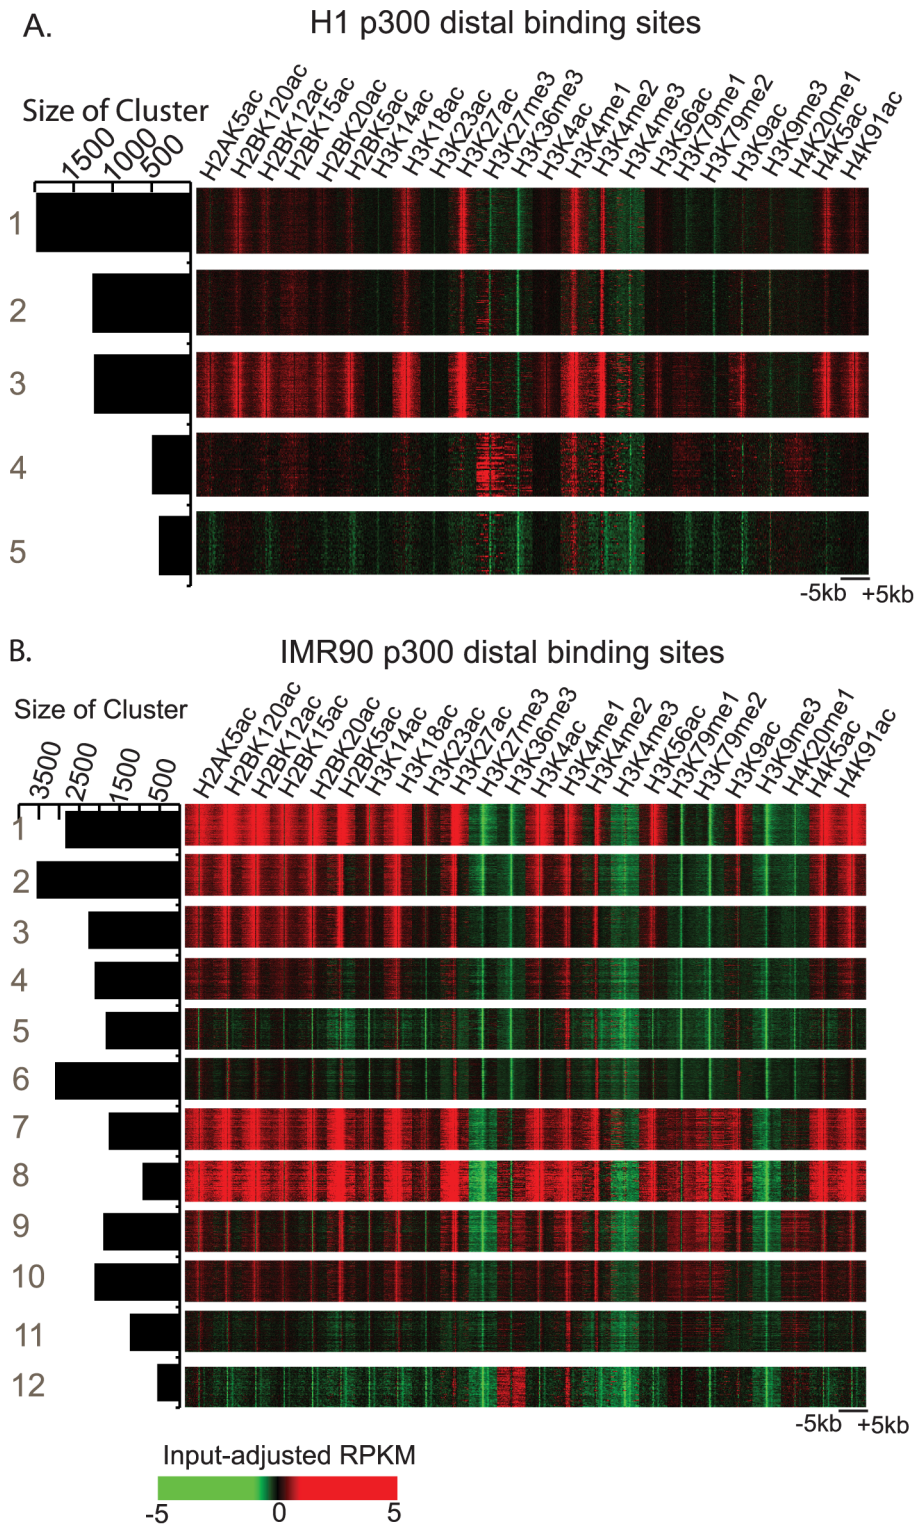 A.
H1 p300 distal binding sites
Size of Cluster
1500
1000
500
H2AK5ac
H2BK120ac
H2BK12ac
H2BK15ac
H2BK20ac
H2BK5ac
H3K14ac
H3K18ac
H3K23ac
H3K27ac
H3K27me3
H3K36me3
H3K4ac
H3K4me1
H3K4me2
H3K4me3
H3K56ac
H3K79me1
H3K79me2
H3K9ac
H3K9me3
H4K20me1
H4K5ac
H4K91ac
1
2
3
4
5
-5kb +5kb
B.
IMR90 p300 distal binding sites
Size of Cluster
3500
2500
1500
500
H2AK5ac
H2BK120ac
H2BK12ac
H2BK15ac
H2BK20ac
H2BK5ac
H3K14ac
H3K18ac
H3K23ac
H3K27ac
H3K27me3
H3K36me3
H3K4ac
H3K4me1
H3K4me2
H3K4me3
H3K56ac
H3K79me1
H3K79me2
H3K9ac
H3K9me3
H4K20me1
H4K5ac
H4K91ac
1
2
3
4
5
6
7
8
9
10
11
12
-5kb +5kb
Input-adjusted RPKM
-5 0 5